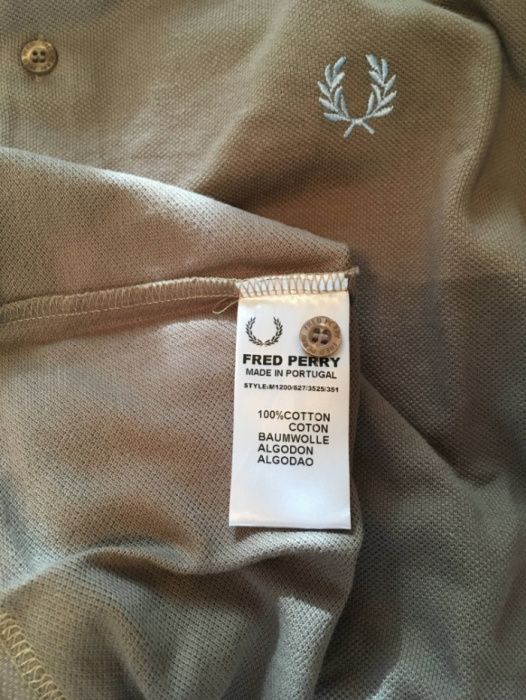 FRED PERRY
MADE IN PORTUGAL
STYLE:M1200/627/3525/351
100%COTTON
COTON
BAUMWOLLE
ALGODON
ALGODAO